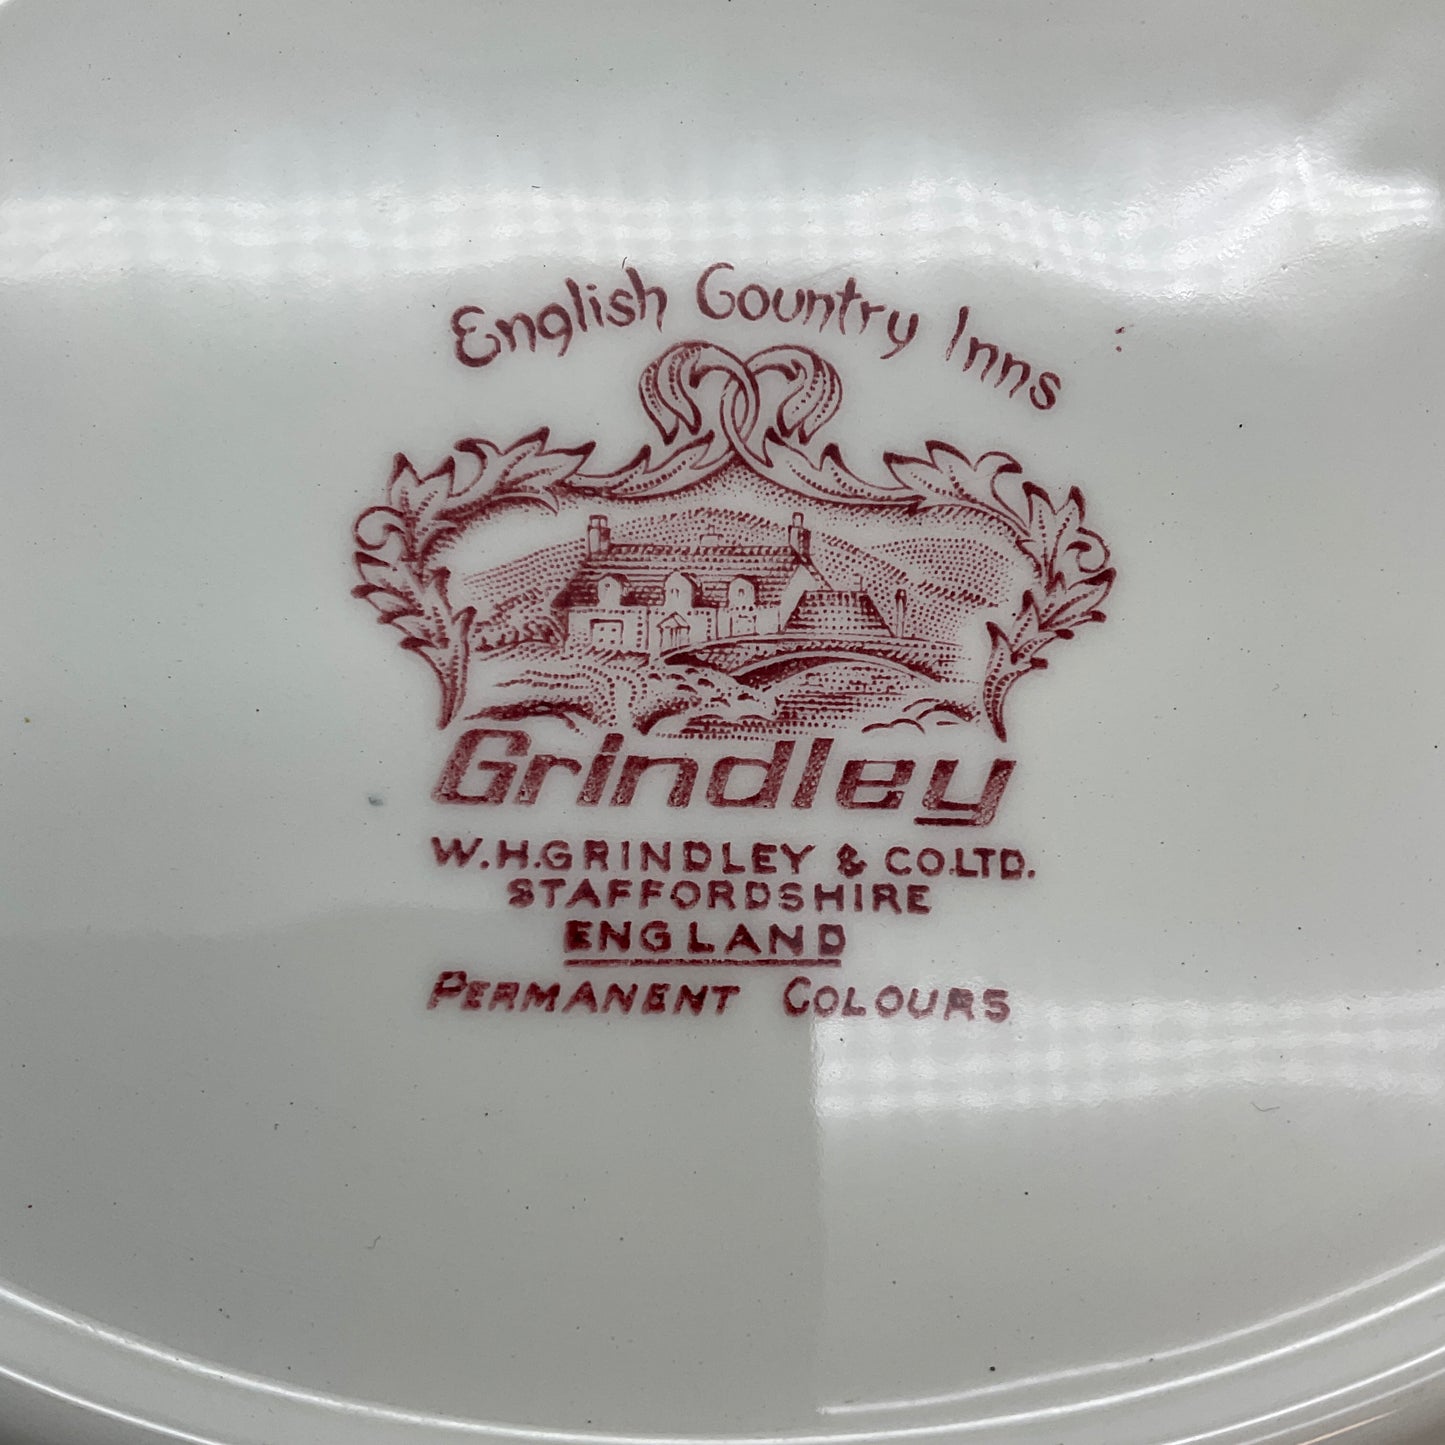 English Country Inns
Grindley
W.H.GRINDLEY & CO.LTD.
STAFFORDSHIRE
ENGLAND
PERMANENT COLOURS